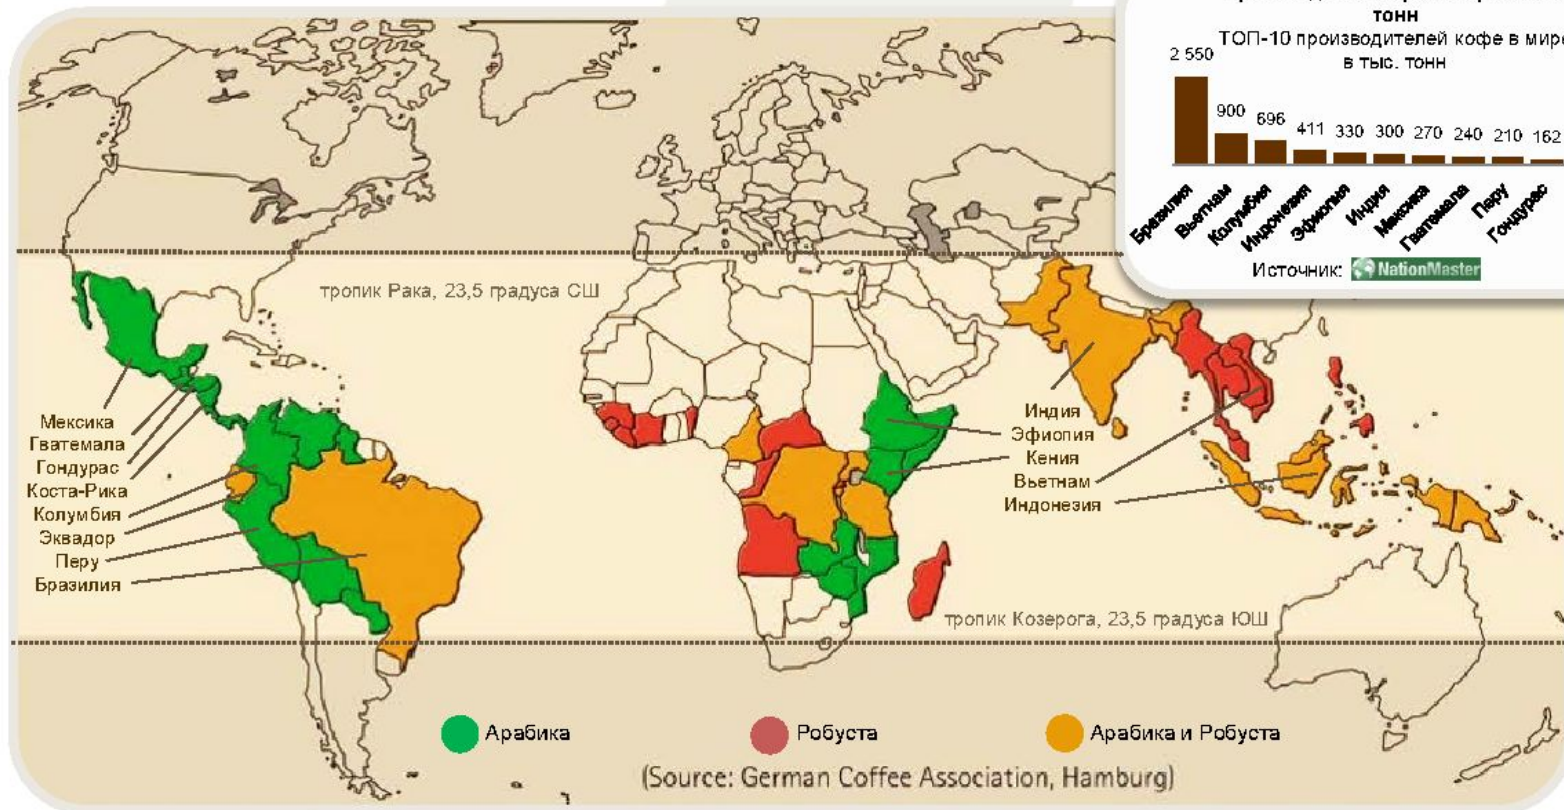 тонн
ТОП-10 производителей кофе в мире
в тыс. тонн
2 550
900
696
411
330
300
270
240
210
162
Бразилия
Вьетнам
Колумбия
Индонезия
Эфиопия
Индия
Мексика
Гватемала
Перу
Гондурас
Источник: NationMaster
тропик Рака, 23,5 градуса СШ
Мексика
Гватемала
Гондурас
Коста-Рика
Колумбия
Эквадор
Перу
Бразилия
Индия
Эфиопия
Кения
Вьетнам
Индонезия
тропик Козерога, 23,5 градуса ЮШ
Арабика
Робуста
Арабика и Робуста
(Source: German Coffee Association, Hamburg)